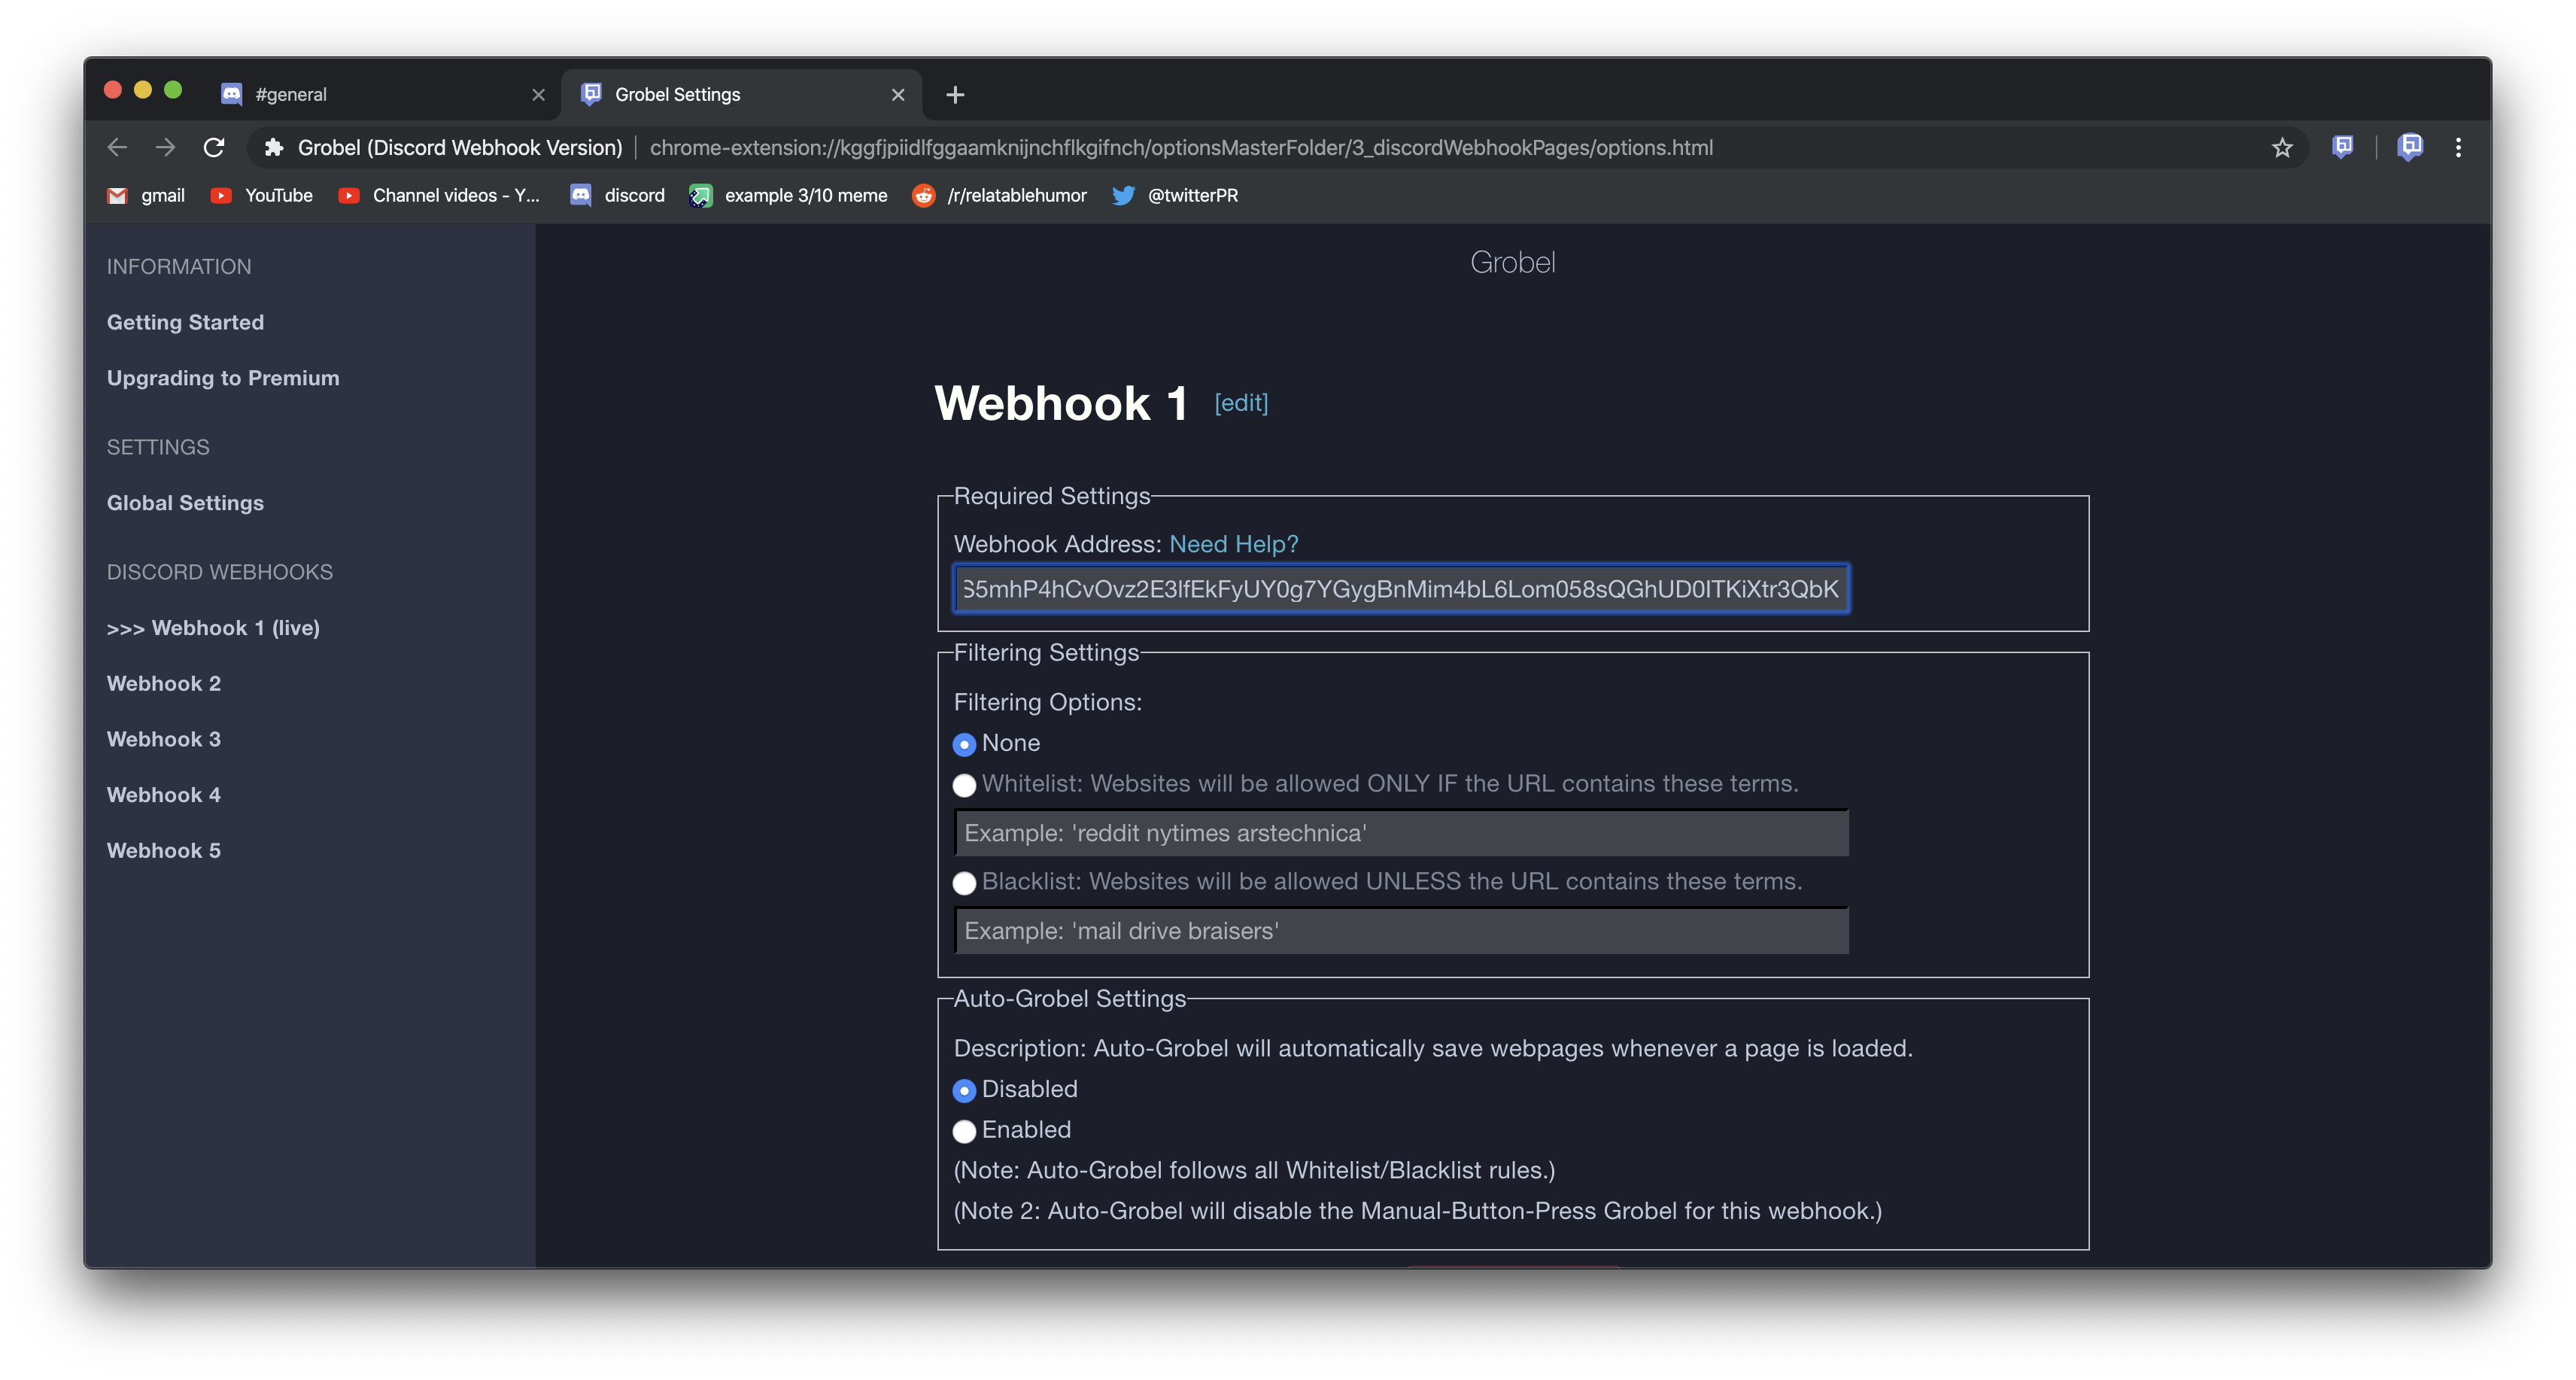 #general
Grobel Settings
Grobel (Discord Webhook Version) chrome-extension://kggfjpiidlfggaamknijnchflkgifnch/optionsMasterFolder/3_discordWebhookPages/options.html
gmail YouTube Channel videos - Y... discord example 3/10 meme /r/relatablehumor @twitterPR
INFORMATION
Getting Started
Upgrading to Premium
SETTINGS
Global Settings
DISCORD WEBHOOKS
>>> Webhook 1 (live)
Webhook 2
Webhook 3
Webhook 4
Webhook 5
Grobel
Webhook 1 [edit]
Required Settings
Webhook Address: Need Help?
S5mhP4hCvOvz2E3lfEkFyUY0g7YGygBnMim4bL6Lom058sQGhUD0ITKiXtr3QbK
Filtering Settings
Filtering Options:
None
Whitelist: Websites will be allowed ONLY IF the URL contains these terms.
Example: 'reddit nytimes arstechnica'
Blacklist: Websites will be allowed UNLESS the URL contains these terms.
Example: 'mail drive braisers'
Auto-Grobel Settings
Description: Auto-Grobel will automatically save webpages whenever a page is loaded.
Disabled
Enabled
(Note: Auto-Grobel follows all Whitelist/Blacklist rules.)
(Note 2: Auto-Grobel will disable the Manual-Button-Press Grobel for this webhook.)